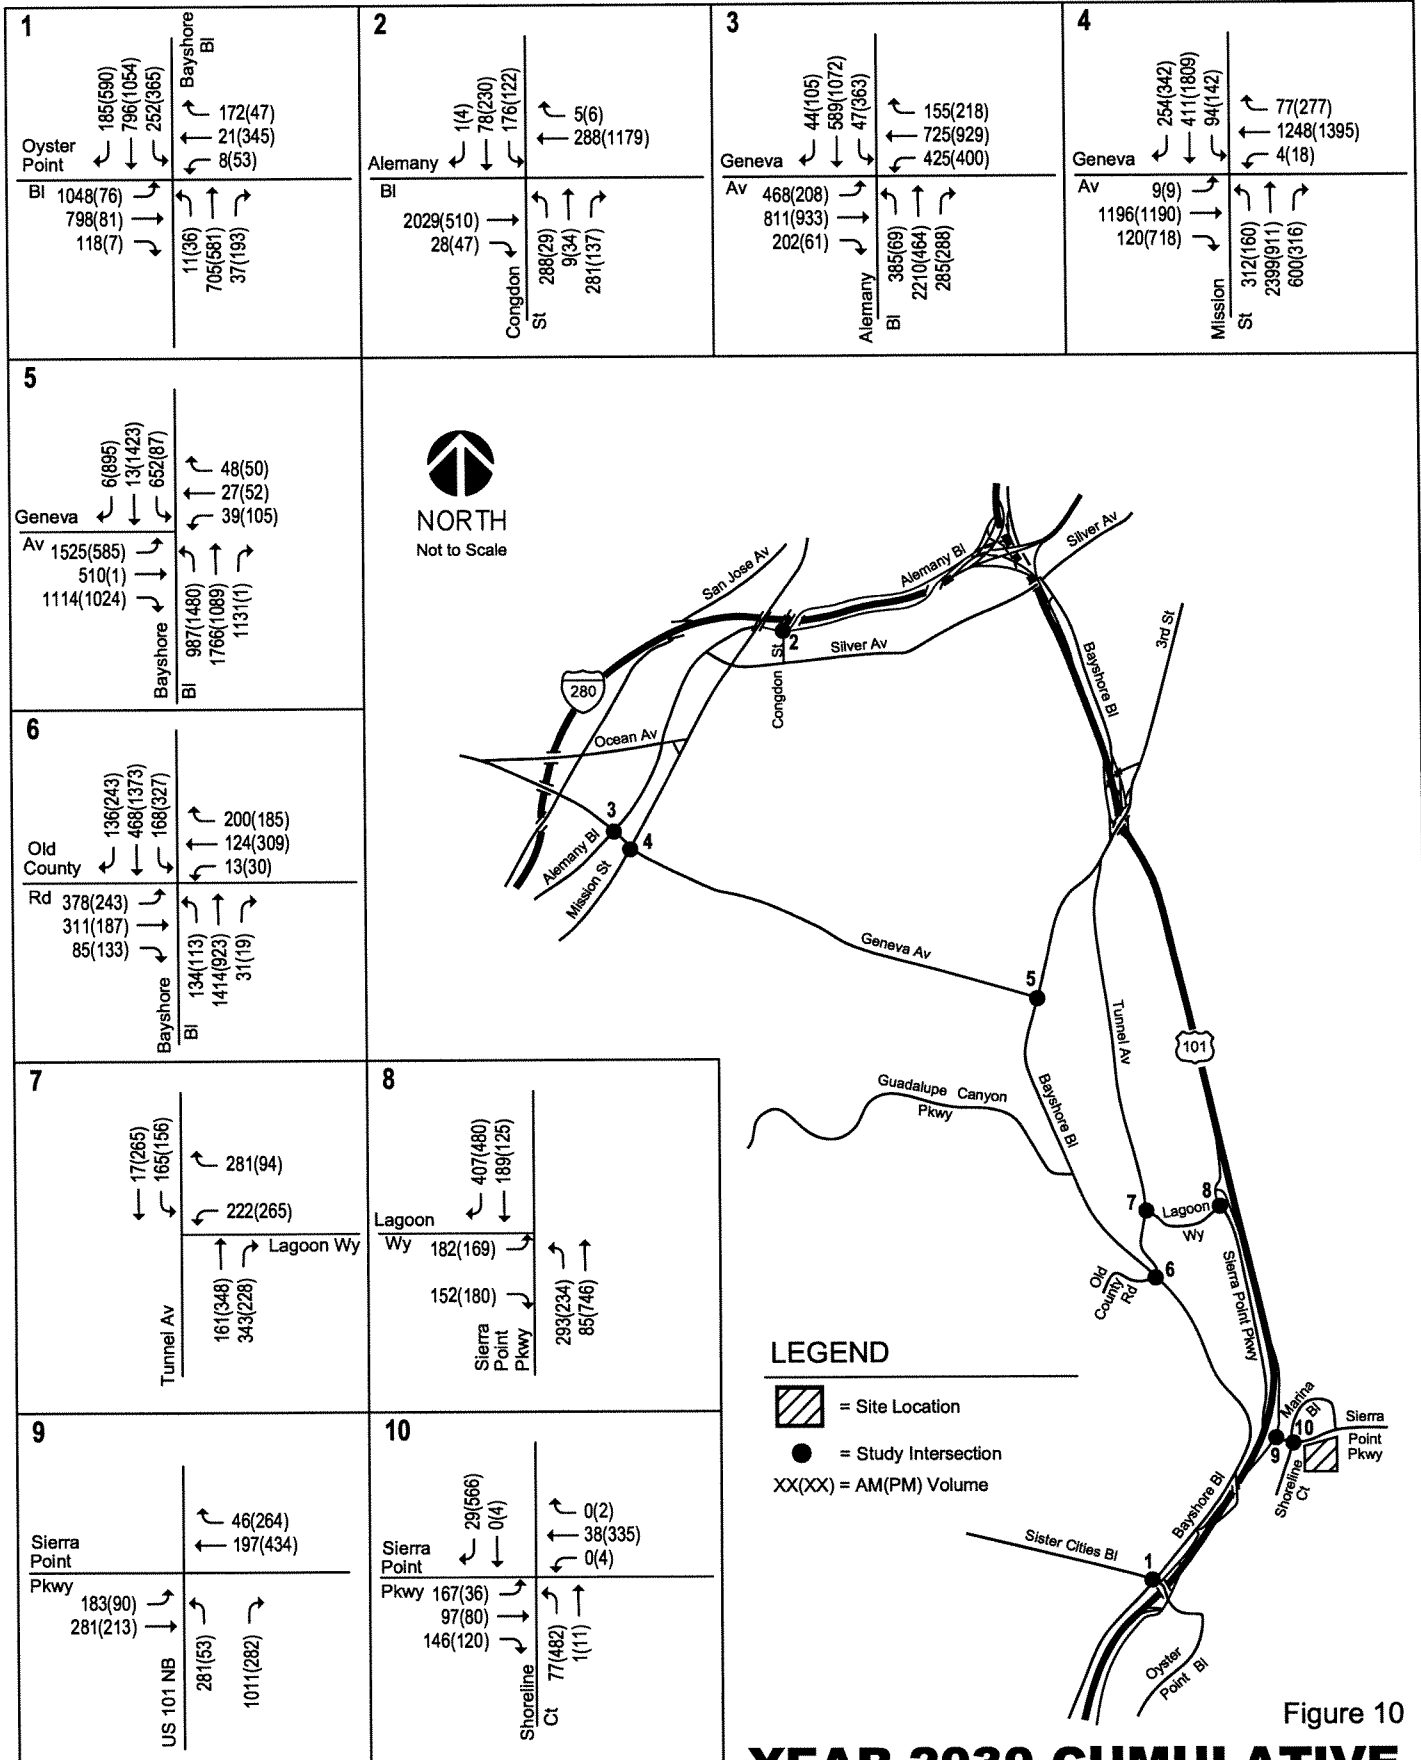 1
Bayshore
Bl
185(590)
796(1054)
252(365)
172(47)
21(345)
8(53)
Oyster
Point
Bl
1048(76)
798(81)
118(7)
11(36)
705(581)
37(193)
2
1(4)
78(230)
176(122)
5(6)
288(1179)
Alemany
Bl
2029(510)
28(47)
288(29)
9(34)
281(137)
Congdon
St
3
44(105)
589(1072)
47(363)
155(218)
725(929)
425(400)
Geneva
Av
468(208)
811(933)
202(61)
385(69)
2210(464)
285(288)
Alemany
Bl
4
254(342)
411(1809)
94(142)
77(277)
1248(1395)
4(18)
Geneva
Av
9(9)
1196(1190)
120(718)
312(160)
2399(911)
600(316)
Mission
St
5
6(895)
13(1423)
652(87)
48(50)
27(52)
39(105)
Geneva
Av
1525(585)
510(1)
1114(1024)
987(1480)
1766(1089)
1131(1)
Bayshore
Bl
6
136(243)
468(1373)
168(327)
200(185)
124(309)
13(30)
Old
County
Rd
378(243)
311(187)
85(133)
134(113)
1414(923)
31(19)
Bayshore
Bl
7
17(265)
165(156)
281(94)
222(265)
Lagoon Wy
161(348)
343(228)
Tunnel Av
8
407(480)
189(125)
Lagoon
Wy
182(169)
152(180)
293(234)
85(746)
Sierra
Point
Pkwy
9
46(264)
197(434)
Sierra
Point
Pkwy
183(90)
281(213)
281(53)
1011(282)
US 101 NB
10
29(566)
0(4)
0(2)
38(335)
0(4)
Sierra
Point
Pkwy
167(36)
97(80)
146(120)
77(482)
1(11)
Shoreline
Ct
NORTH
Not to Scale
San Jose Av
Alemany Bl
Silver Av
2
Silver Av
Congdon St
280
Ocean Av
Bayshore Bl
3rd St
3
4
Alemany Bl
Mission St
Geneva Av
5
Tunnel Av
101
Guadalupe Canyon
Pkwy
Bayshore Bl
7
Lagoon
Wy
8
6
Old
County
Rd
Sierra Point Pkwy
Marina
Bl
10
9
Sierra
Point
Pkwy
Shoreline
Ct
Bayshore Bl
Sister Cities Bl
1
Oyster
Point Bl
LEGEND
= Site Location
= Study Intersection
XX(XX) = AM(PM) Volume
Figure 10
YEAR 2030 CUMULATIVE